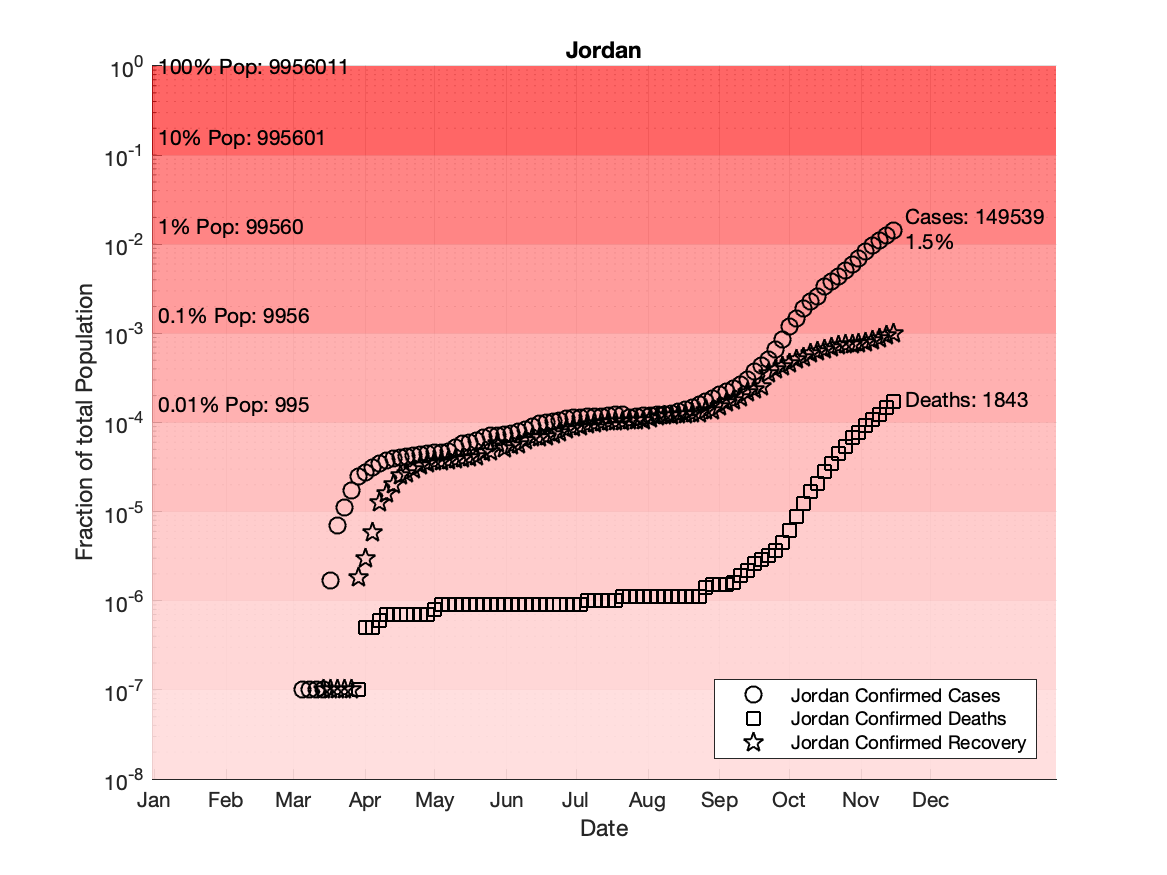 Jordan
10^0
100% Pop: 9956011
10% Pop: 995601
10^-1
1% Pop: 99560
Cases: 149539
1.5%
10^-2
0.1% Pop: 9956
10^-3
0.01% Pop: 995
Deaths: 1843
10^-4
10^-5
10^-6
10^-7
10^-8
Fraction of total Population
Jordan Confirmed Cases
Jordan Confirmed Deaths
Jordan Confirmed Recovery
Jan Feb Mar Apr May Jun Jul Aug Sep Oct Nov Dec
Date